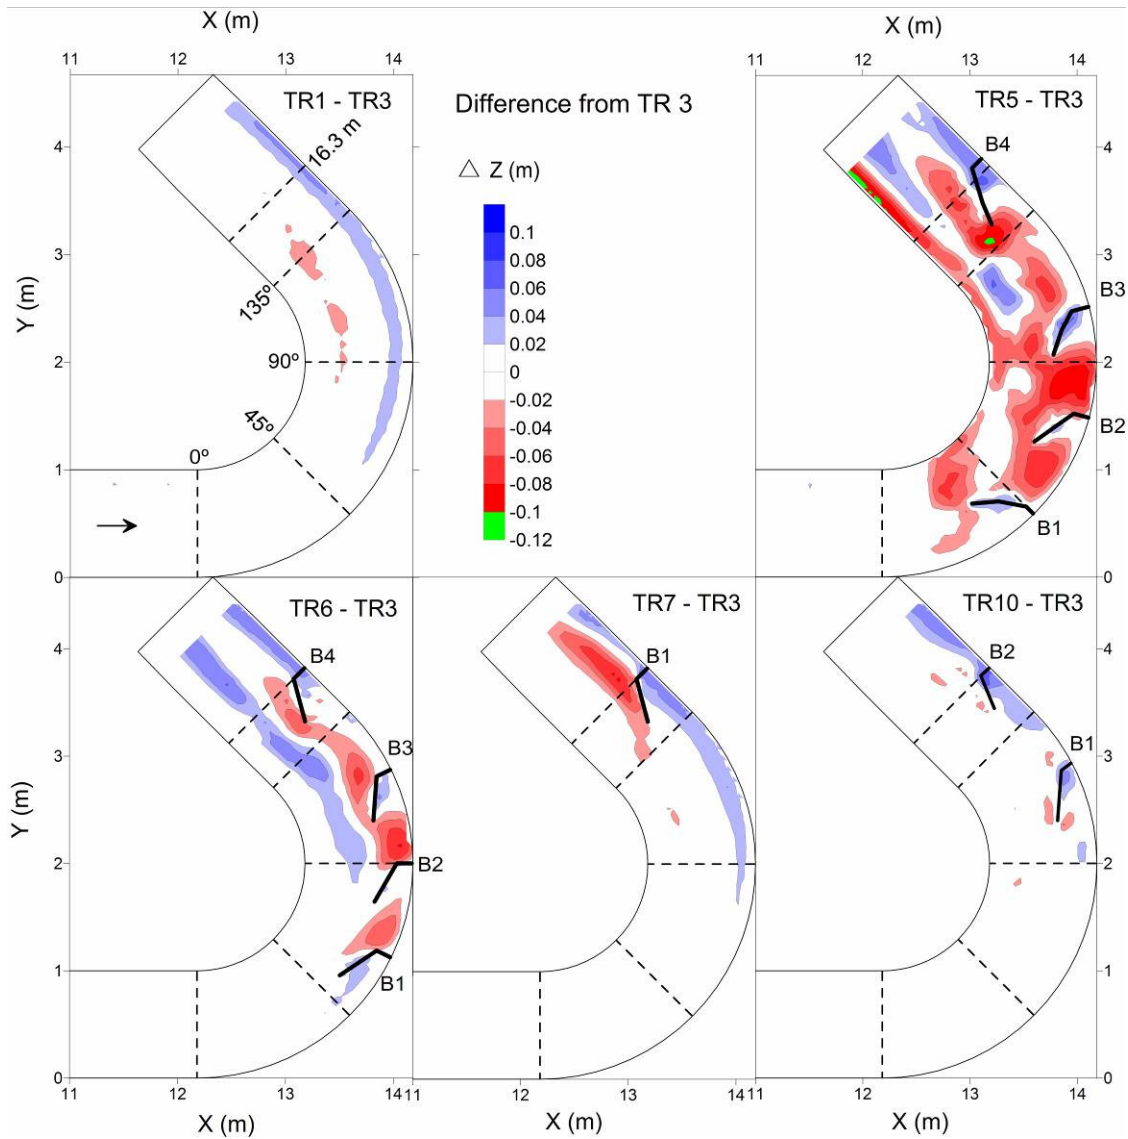 X (m)
X (m)
11 12 13 14
11 12 13 14
TR1 - TR3
Difference from TR 3
TR5 - TR3
16.3 m
B4
△ Z (m)
0.1
0.08
0.06
0.04
0.02
0
-0.02
-0.04
-0.06
-0.08
-0.1
-0.12
Y (m)
4
3
2
1
0
135º
90º
45º
0º
B3
B2
B1
4
3
2
1
0
TR6 - TR3
TR7 - TR3
TR10 - TR3
B4
B3
B2
B1
B1
B2
B1
Y (m)
4
3
2
1
0
4
3
2
1
0
11 12 13 14
11 12 13 14
11 12 13 14
X (m)
X (m)
X (m)